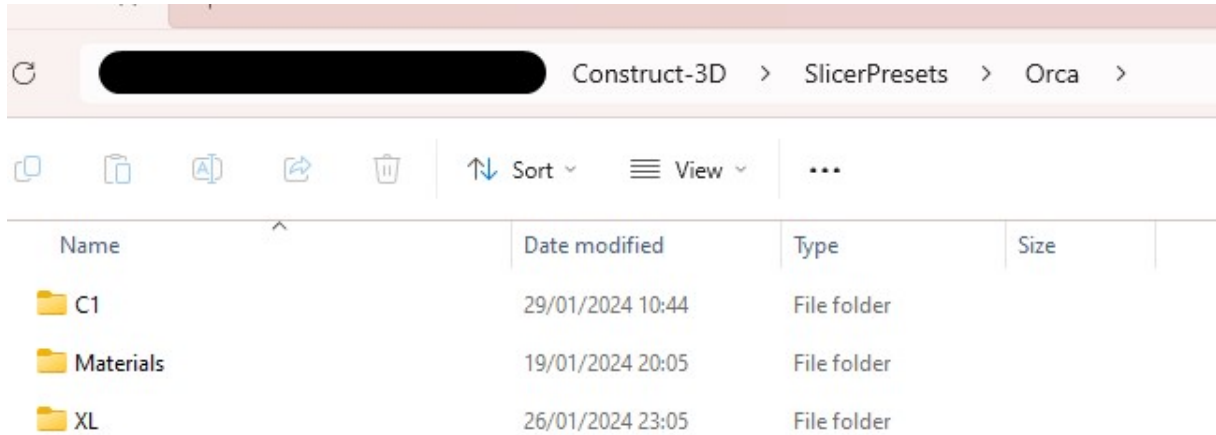 Construct-3D > SlicerPresets > Orca >
Sort View ...
Name Date modified Type Size
C1 29/01/2024 10:44 File folder
Materials 19/01/2024 20:05 File folder
XL 26/01/2024 23:05 File folder